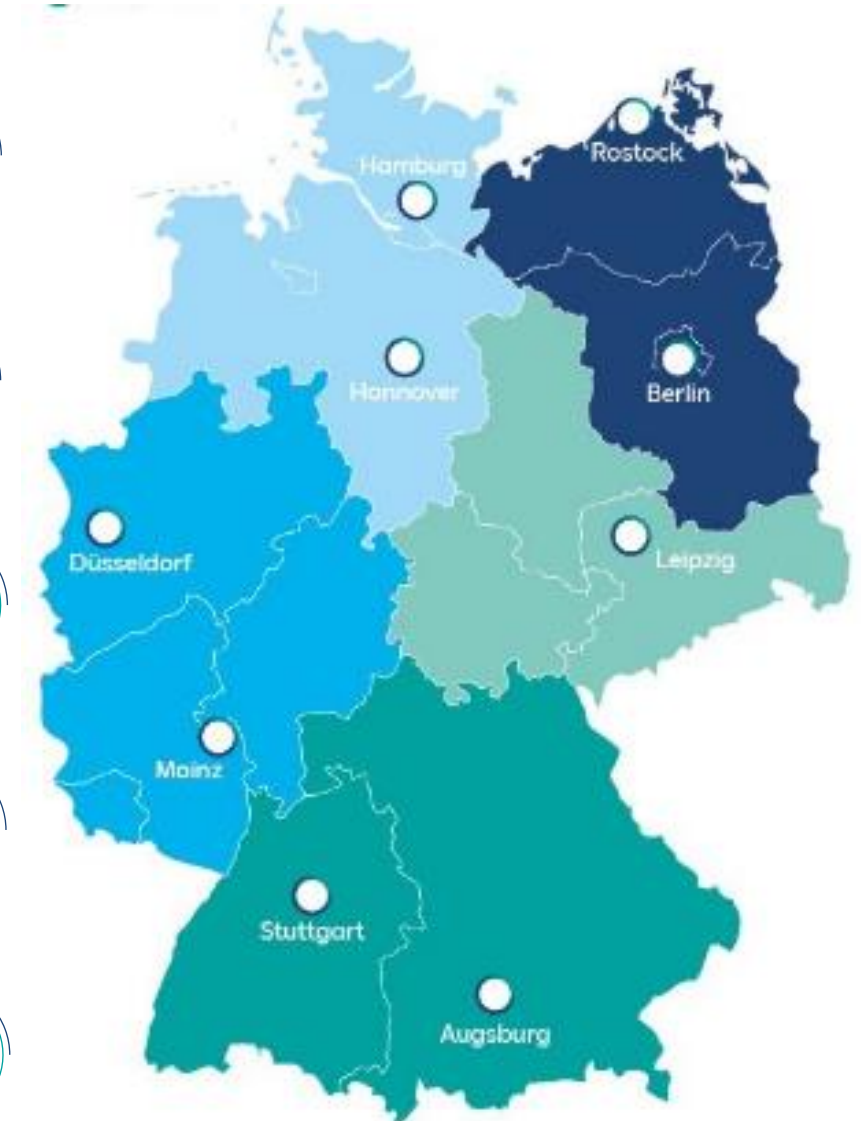 Rostock
Hamburg
Hannover
Berlin
Düsseldorf
Leipzig
Mainz
Stuttgart
Augsburg